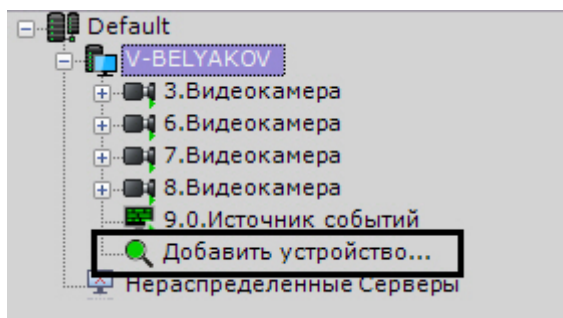 Default
V-BELYAKOV
3.Видеокамера
6.Видеокамера
7.Видеокамера
8.Видеокамера
9.0.Источник событий
Добавить устройство...
Нераспределенные Серверы